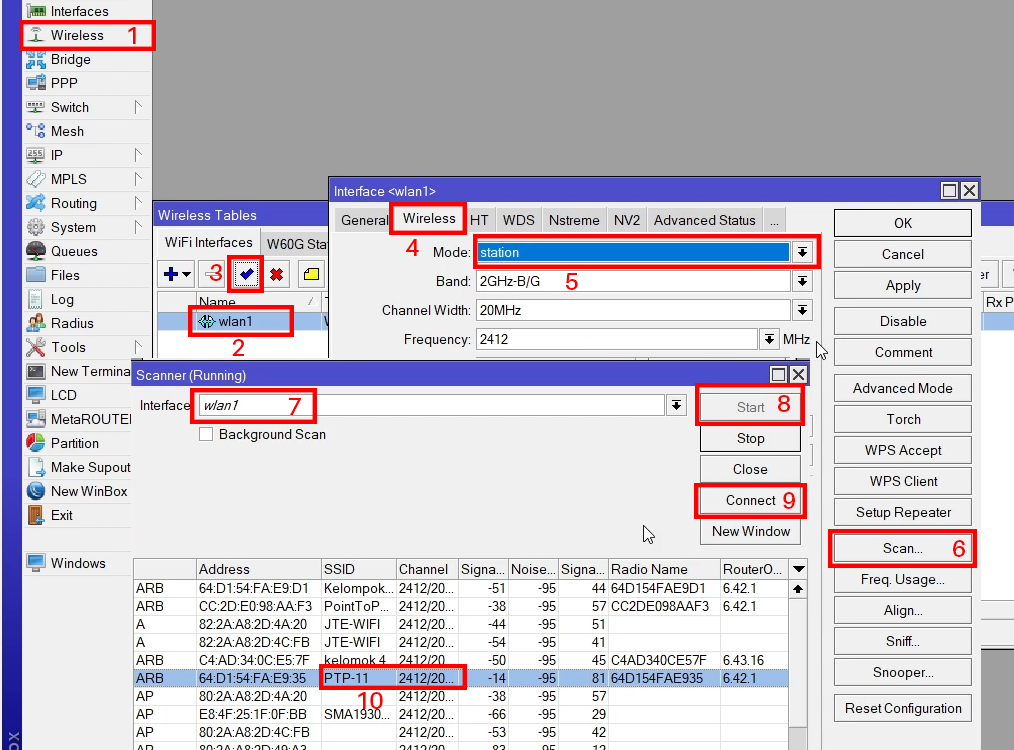 Interfaces
Wireless 1
Bridge
PPP
Switch
Mesh
IP
MPLS
Routing
System
Queues
Files
Log
Radius
Tools
New Termina
LCD
MetaROUTE
Partition
Make Supout
New WinBox
Exit
Windows
Wireless Tables
WiFi Interfaces W60G Sta
3
Name
wlan1
2
Interface <wlan1>
General Wireless HT WDS Nstreme NV2 Advanced Status ...
4
Mode: station
Band: 2GHz-B/G 5
Channel Width: 20MHz
Frequency: 2412 MHz
OK
Cancel
Apply
Disable
Comment
Advanced Mode
Torch
WPS Accept
WPS Client
Setup Repeater
Scan... 6
Freq. Usage...
Align...
Sniff...
Snooper...
Reset Configuration
er
Rx P
Scanner (Running)
Interface wlan1 7
Background Scan
Start 8
Stop
Close
Connect 9
New Window
Address SSID Channel Signa... Noise... Signa... Radio Name RouterO...
ARB 64:D1:54:FA:E9:D1 Kelompok... 2412/20... -51 -95 44 64D154FAE9D1 6.42.1
ARB CC:2D:E0:98:AA:F3 PointToP... 2412/20... -38 -95 57 CC2DE098AAF3 6.42.1
A 82:2A:A8:2D:4A:20 JTE-WIFI 2412/20... -44 -95 51
A 82:2A:A8:2D:4C:FB JTE-WIFI 2412/20... -54 -95 41
ARB C4:AD:34:0C:E5:7F kelomok 4 2412/20... -50 -95 45 C4AD340CE57F 6.43.16
ARB 64:D1:54:FA:E9:35 PTP-11 2412/20... -14 -95 81 64D154FAE935 6.42.1
10
AP 80:2A:A8:2D:4A:20 2412/20... -38 -95 57
AP E8:4F:25:1F:0F:BB SMA1930... 2412/20... -66 -95 29
AP 80:2A:A8:2D:4C:FB 2412/20... -53 -95 42
AP 80:2A:A8:2D:49:A3 2412/20... -83 -95 12